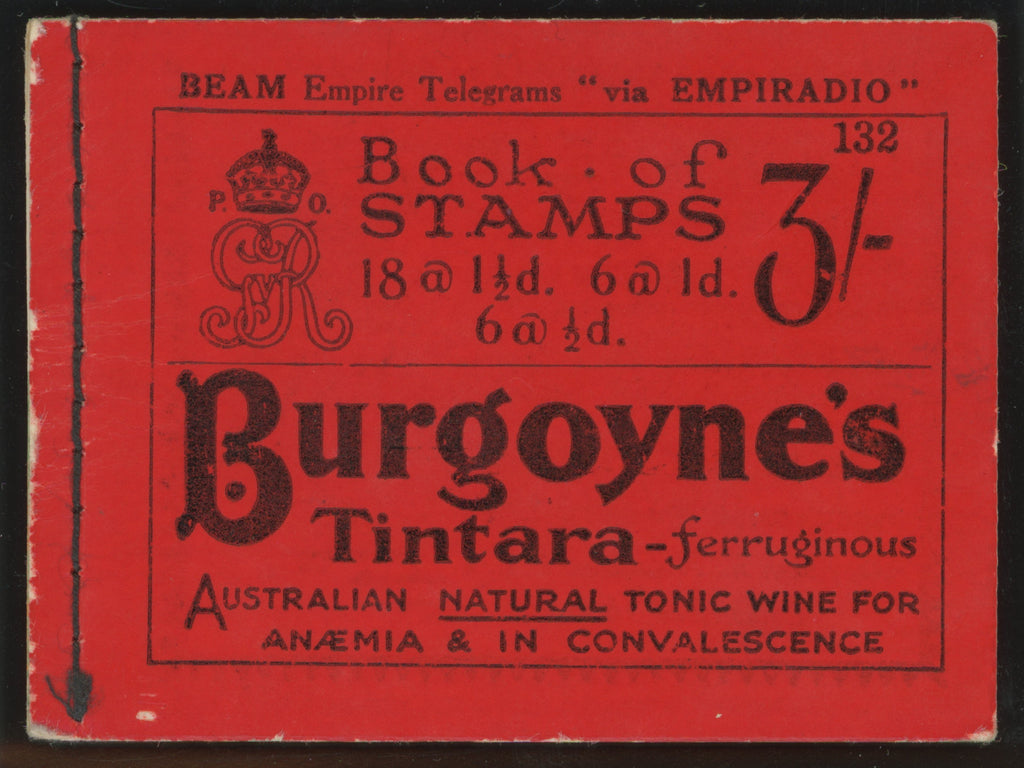 BEAM Empire Telegrams "via EMPIRADIO"
132
P. O.
GVR
Book · of
STAMPS
3/-
18 @ 1½d. 6 @ 1d.
6 @ ½d.
Burgoyne's
Tintara-ferruginous
AUSTRALIAN NATURAL TONIC WINE FOR
ANÆMIA & IN CONVALESCENCE